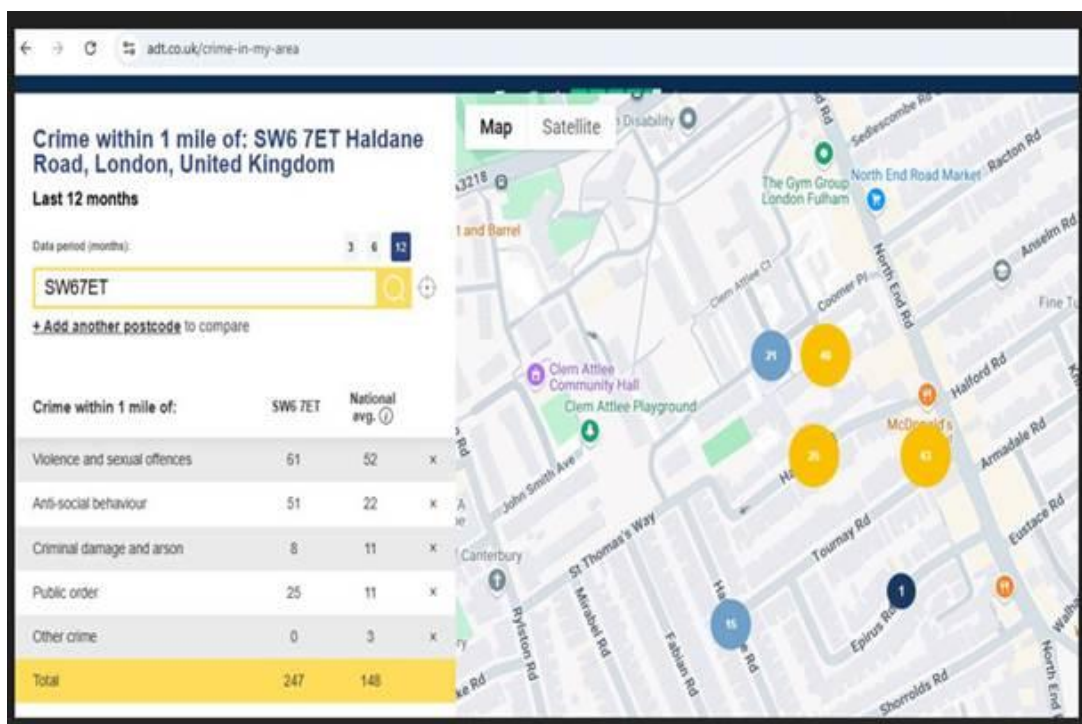 adt.co.uk/crime-in-my-area
Crime within 1 mile of: SW6 7ET Haldane
Road, London, United Kingdom
Last 12 months
Data period (months):
3 6 12
SW67ET
+ Add another postcode to compare
Crime within 1 mile of: SW6 7ET National avg.
Violence and sexual offences 61 52 x
Anti-social behaviour 51 22 x
Criminal damage and arson 8 11 x
Public order 25 11 x
Other crime 0 3 x
Total 247 148
Map Satellite
Disability
Sedlescombe Rd
Racton Rd
The Gym Group
London Fulham
North End Road Market
3218
t and Barrel
Anselm Rd
Clem Attlee Ct
Coomer Pl
North End Rd
Fine Tu
21
Clem Attlee
Community Hall
Halford Rd
Clem Attlee Playground
McDonald's
Armadale Rd
John Smith Ave
St Thomas's Way
Tournay Rd
Eustace Rd
Canterbury
1
15
Epirus Rd
Rylston Rd
Mirabel Rd
Fabian Rd
Shorrolds Rd
North End